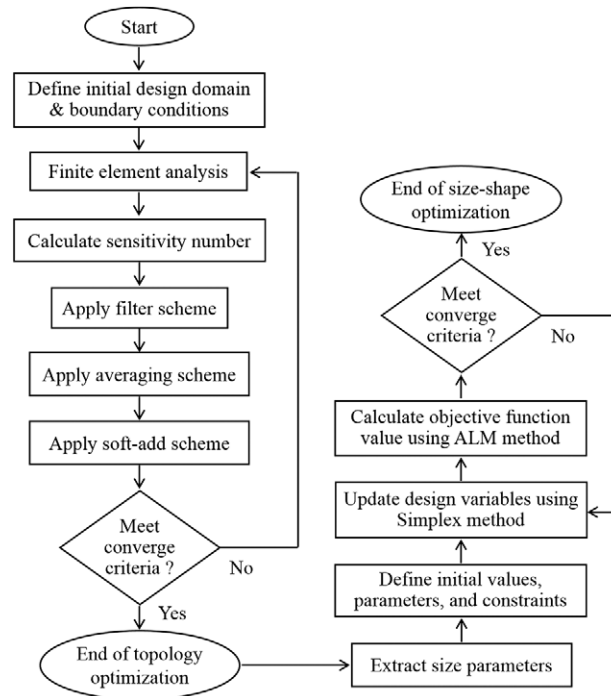 Start
Define initial design domain
& boundary conditions
Finite element analysis
Calculate sensitivity number
Apply filter scheme
Apply averaging scheme
Apply soft-add scheme
Meet
converge
criteria ?
No
Yes
End of topology
optimization
Extract size parameters
Define initial values,
parameters, and constraints
Update design variables using
Simplex method
Calculate objective function
value using ALM method
Meet
converge
criteria ?
No
Yes
End of size-shape
optimization